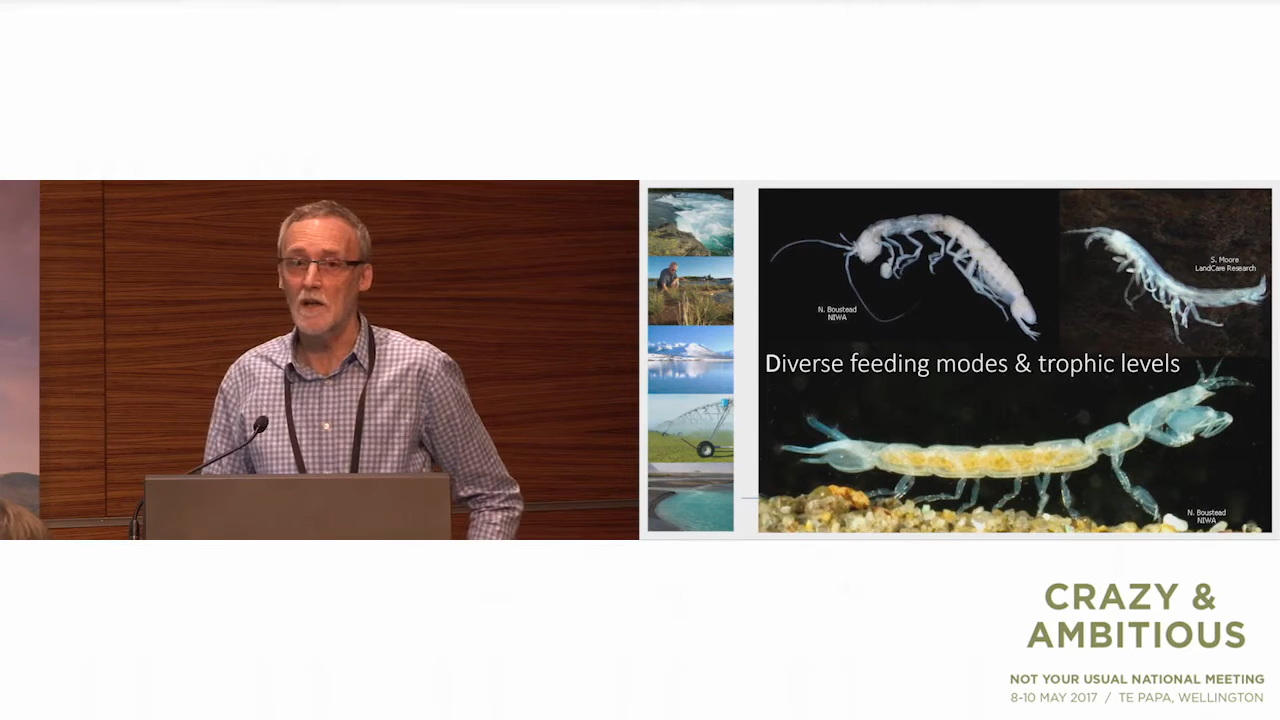 N. Boustead
NIWA
S. Moore
LandCare Research
Diverse feeding modes & trophic levels
N. Boustead
NIWA
CRAZY &
AMBITIOUS
NOT YOUR USUAL NATIONAL MEETING
8-10 MAY 2017 / TE PAPA, WELLINGTON